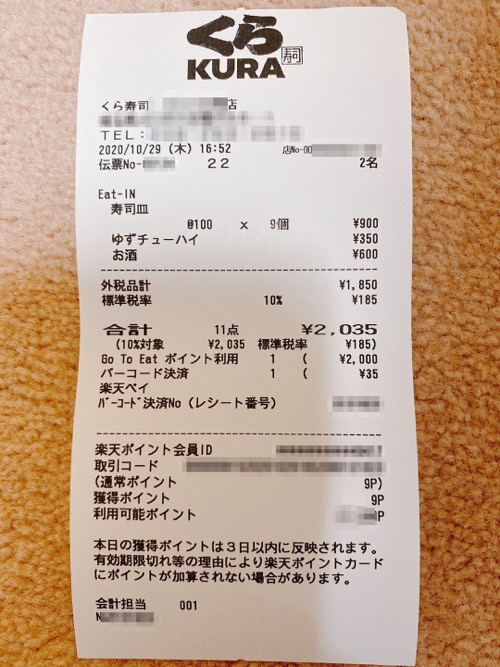 くら
寿司
KURA
くら寿司 店
TEL:
2020/10/29 (木) 16:52 店No-00
伝票No- 22 2名
Eat-IN
寿司皿
@100 x 9個 ¥900
ゆずチューハイ ¥350
お酒 ¥600
外税品計 ¥1,850
標準税率 10% ¥185
合計 11点 ¥2,035
(10%対象 ¥2,035 標準税率 ¥185)
Go To Eat ポイント利用 1 ( ¥2,000
バーコード決済 1 ( ¥35
楽天ペイ
ﾊﾞｰｺｰﾄﾞ決済No (レシート番号)
楽天ポイント会員ID
取引コード
(通常ポイント 9P)
獲得ポイント 9P
利用可能ポイント P
本日の獲得ポイントは3日以内に反映されます。
有効期限切れ等の理由により楽天ポイントカード
にポイントが加算されない場合があります。
会計担当 001
N